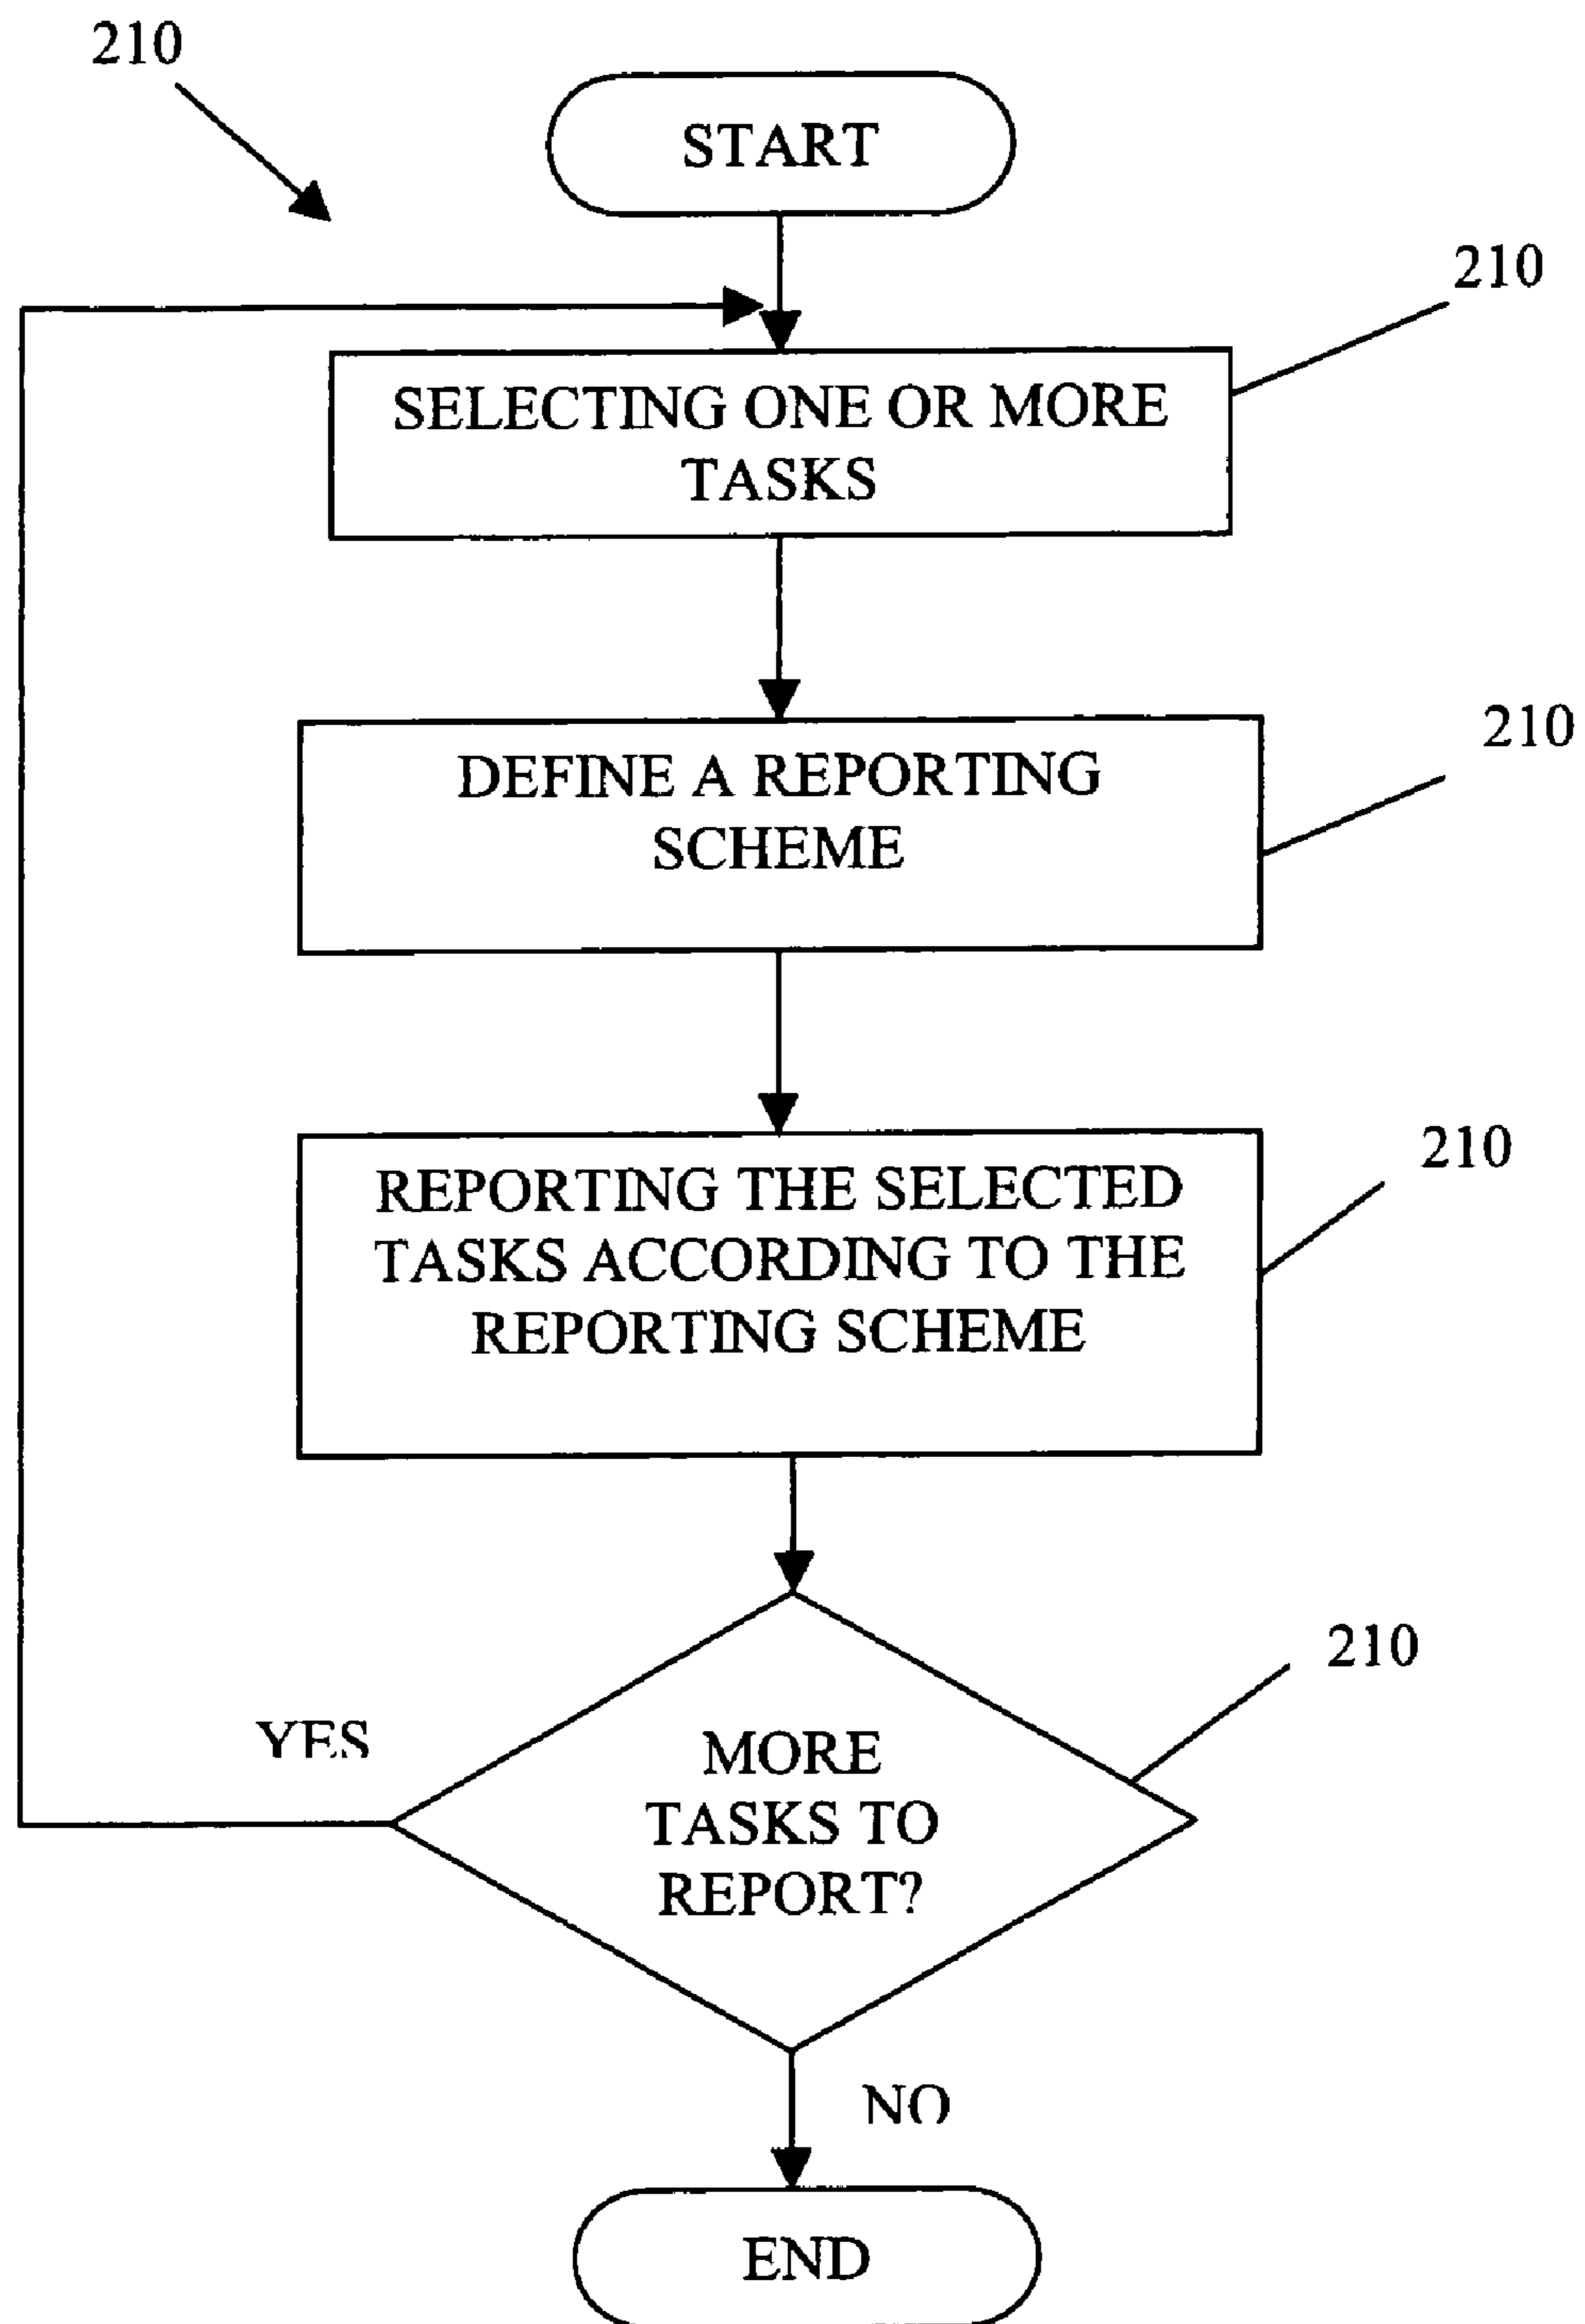 210
START
210
SELECTING ONE OR MORE
TASKS
210
DEFINE A REPORTING
SCHEME
210
REPORTING THE SELECTED
TASKS ACCORDING TO THE
REPORTING SCHEME
210
YES
MORE
TASKS TO
REPORT?
NO
END